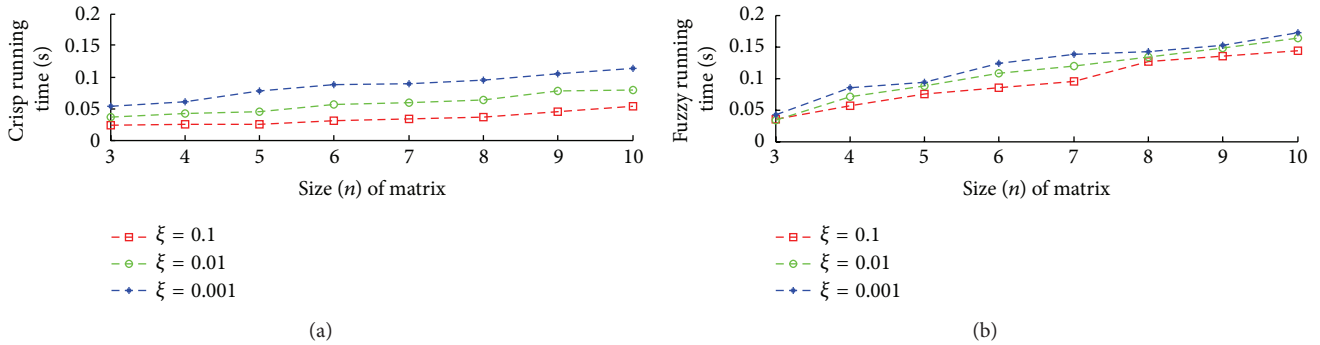 0.2
0.15
0.1
0.05
0
Crisp running
time (s)
3 4 5 6 7 8 9 10
Size (n) of matrix
ξ = 0.1
ξ = 0.01
ξ = 0.001
(a)
0.2
0.15
0.1
0.05
0
Fuzzy running
time (s)
3 4 5 6 7 8 9 10
Size (n) of matrix
ξ = 0.1
ξ = 0.01
ξ = 0.001
(b)